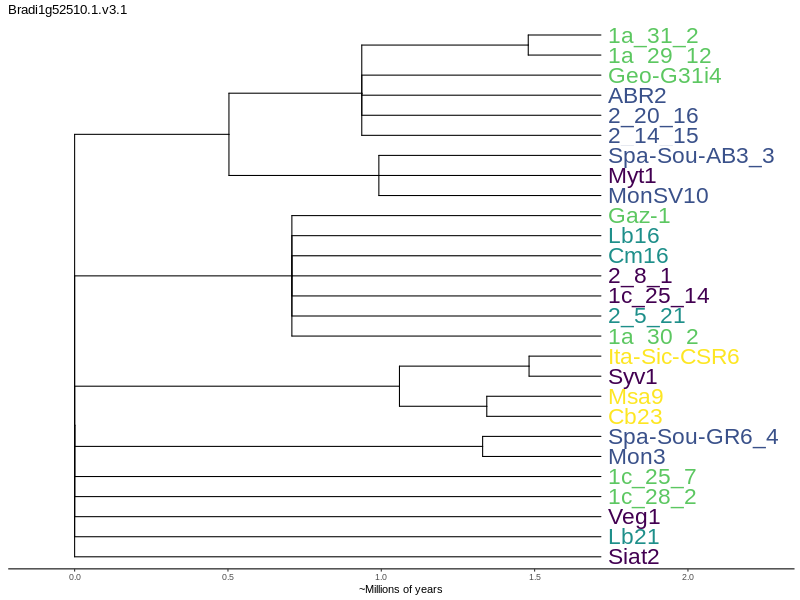 Bradi1g52510.1.v3.1
1a_31_2
1a_29_12
Geo-G31i4
ABR2
2_20_16
2_14_15
Spa-Sou-AB3_3
Myt1
MonSV10
Gaz-1
Lb16
Cm16
2_8_1
1c_25_14
2_5_21
1a_30_2
Ita-Sic-CSR6
Syv1
Msa9
Cb23
Spa-Sou-GR6_4
Mon3
1c_25_7
1c_28_2
Veg1
Lb21
Siat2
0.0 0.5 1.0 1.5 2.0
~Millions of years